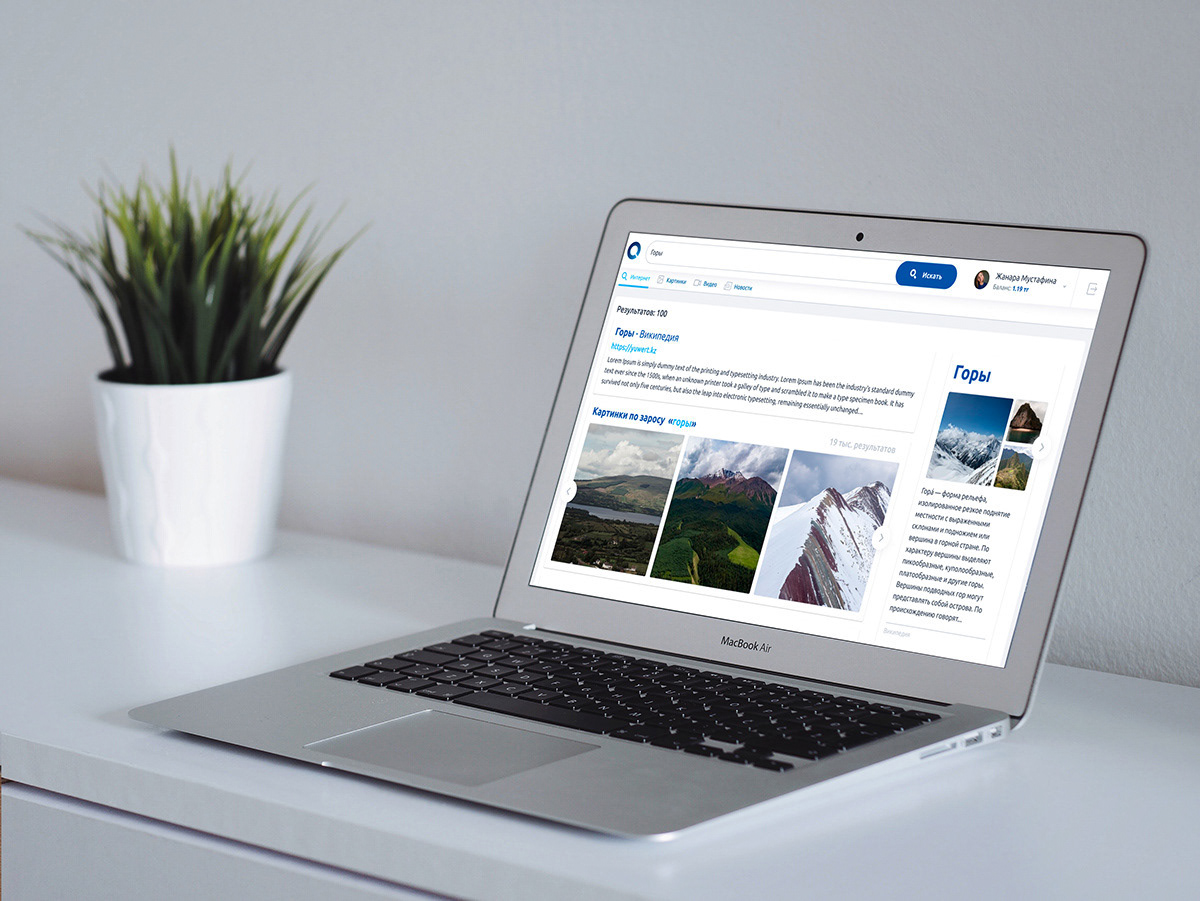 Горы
Искать
Жанара Мустафина
Баланс: 1.19 тг
Интернет Картинки Видео Новости
Результатов: 100
Горы - Википедия
https://yuwert.kz
Lorem Ipsum is simply dummy text of the printing and typesetting industry. Lorem Ipsum has been the industry's standard dummy
text ever since the 1500s, when an unknown printer took a galley of type and scrambled it to make a type specimen book. It has
survived not only five centuries, but also the leap into electronic typesetting, remaining essentially unchanged...
Картинки по заросу «горы»
19 тыс. результатов
Горы
Гора́ — форма рельефа,
изолированное резкое поднятие
местности с выраженными
склонами и подножием или
вершина в горной стране. По
характеру вершины выделяют
пикообразные, куполообразные,
платообразные и другие горы.
Вершины подводных гор могут
представлять собой острова. По
происхождению говорят...
Википедия
MacBook Air